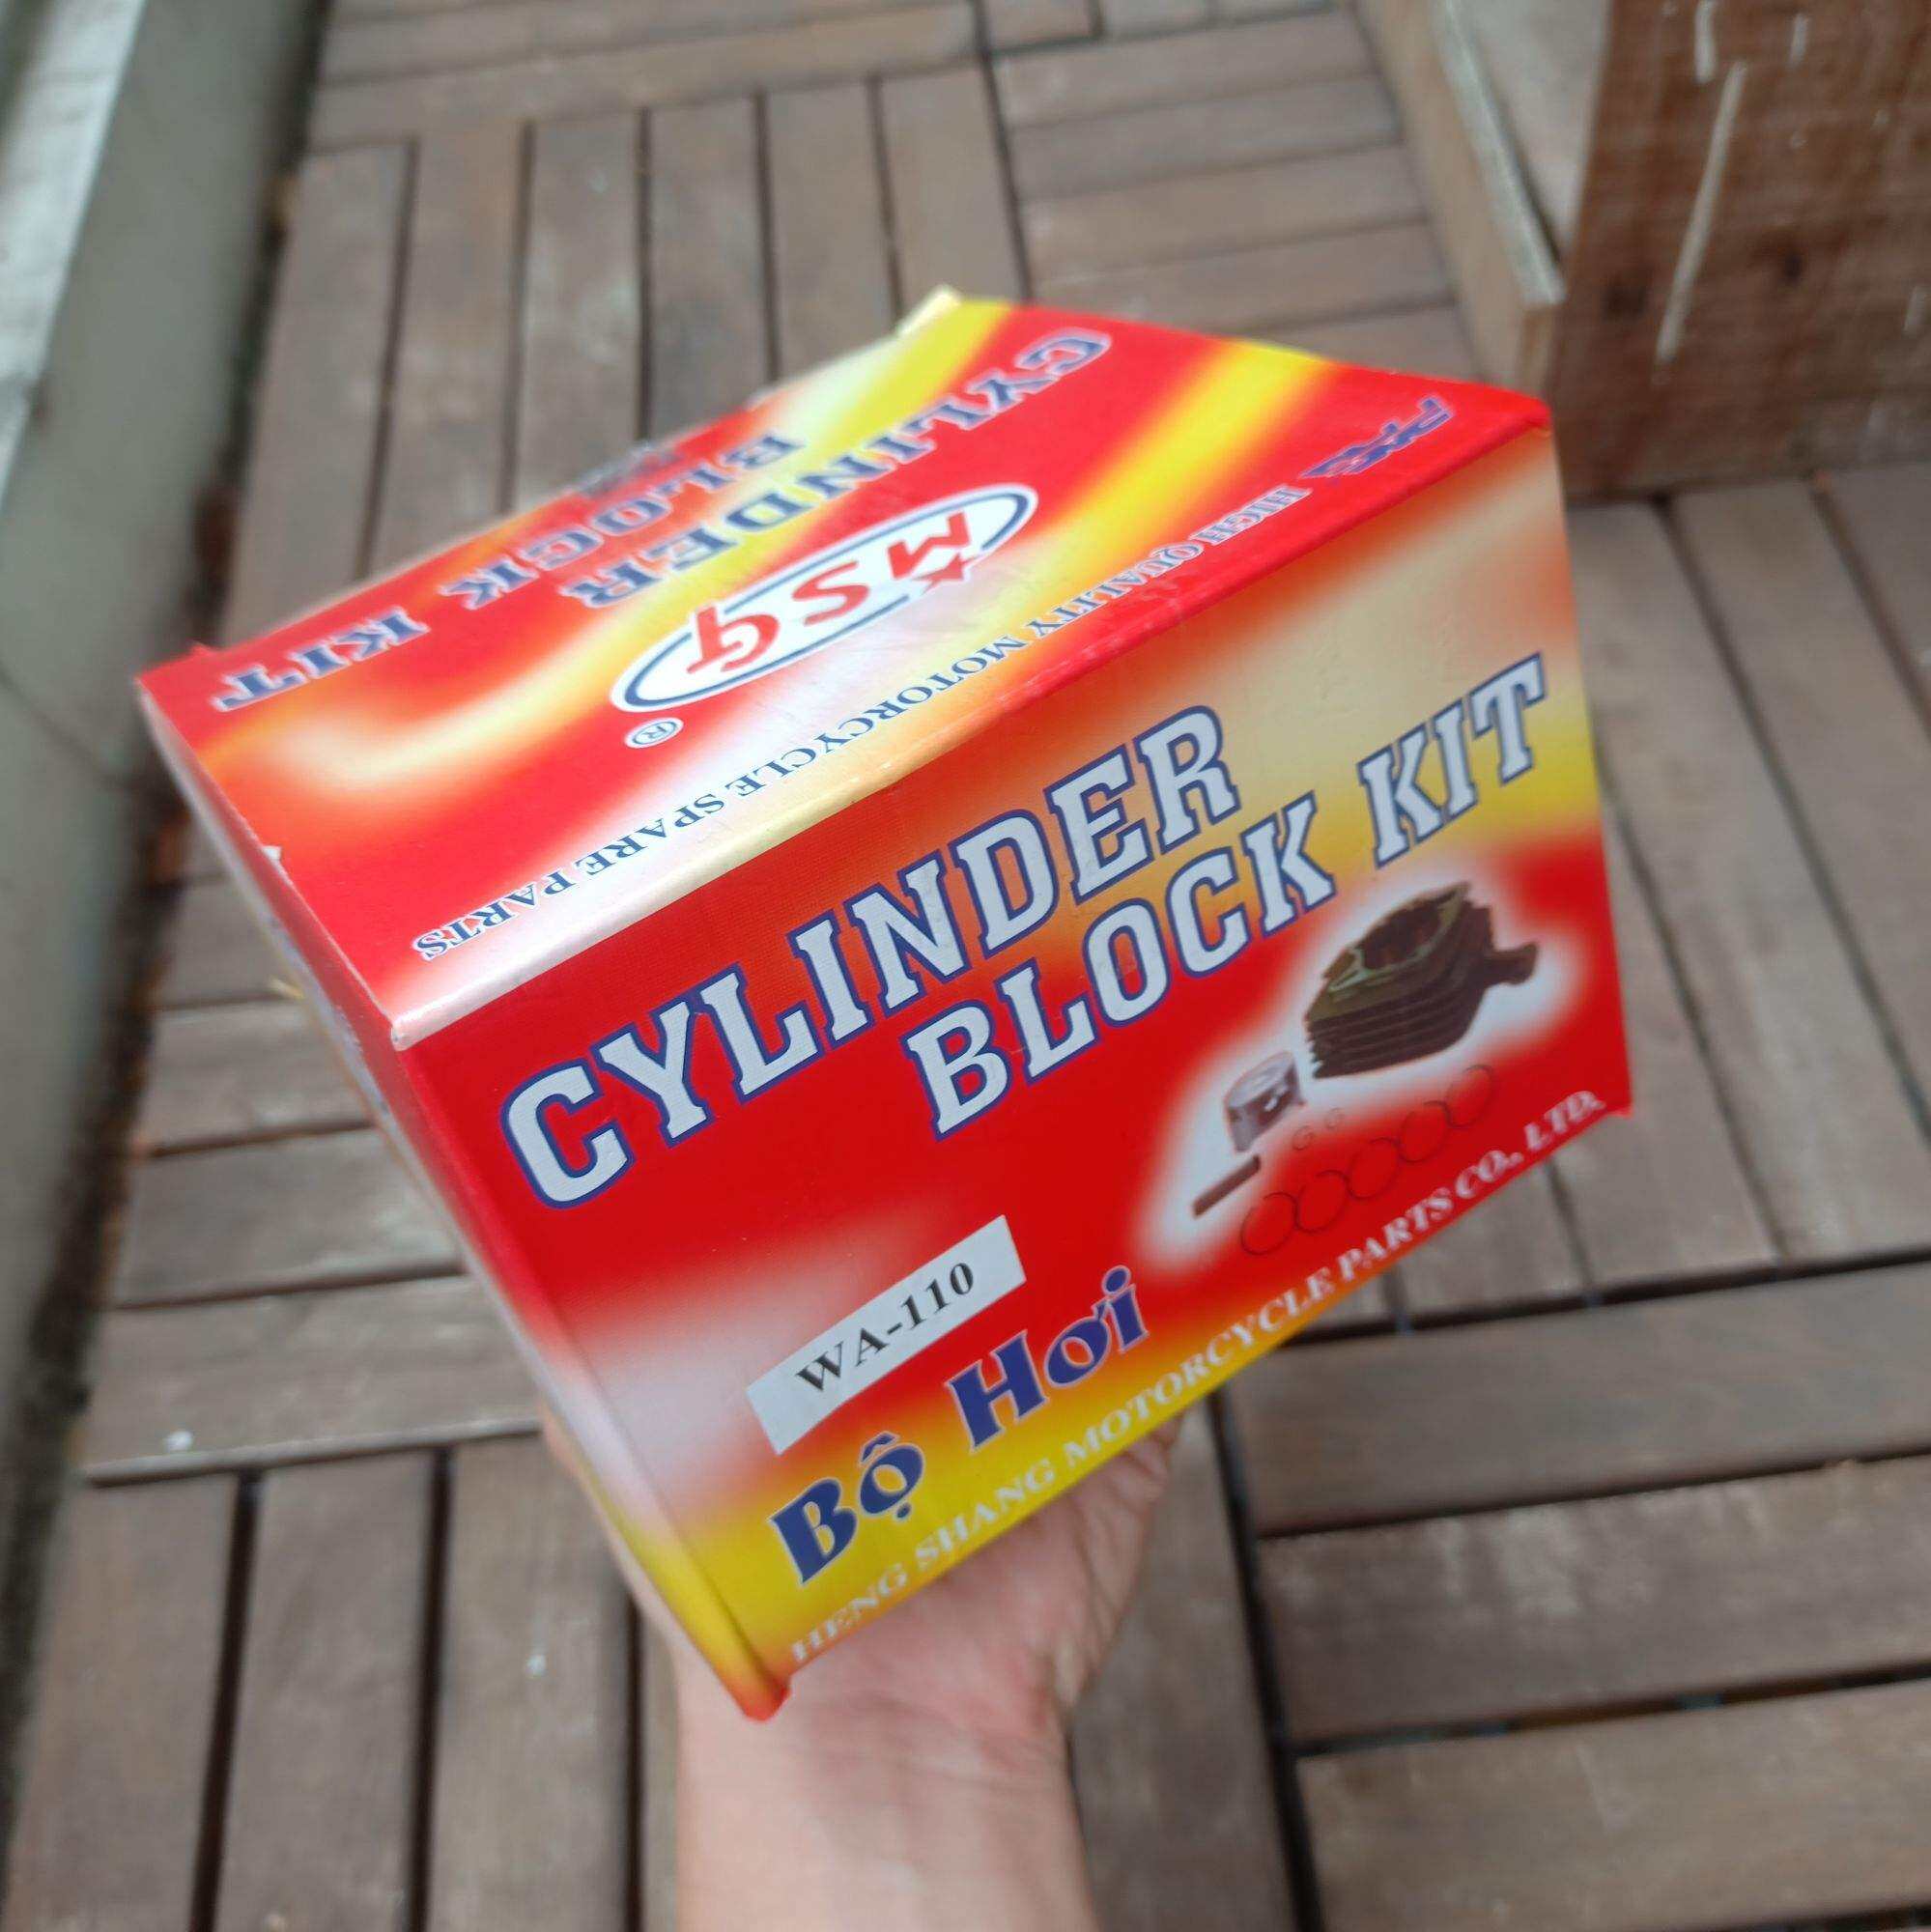 CYLINDER
BLOCK KIT
MSG
®
PAG
HIGH QUALITY MOTORCYCLE SPARE PARTS
CYLINDER
BLOCK KIT
WA-110
Bộ Hơi
HENG SHANG MOTORCYCLE PARTS CO., LTD.